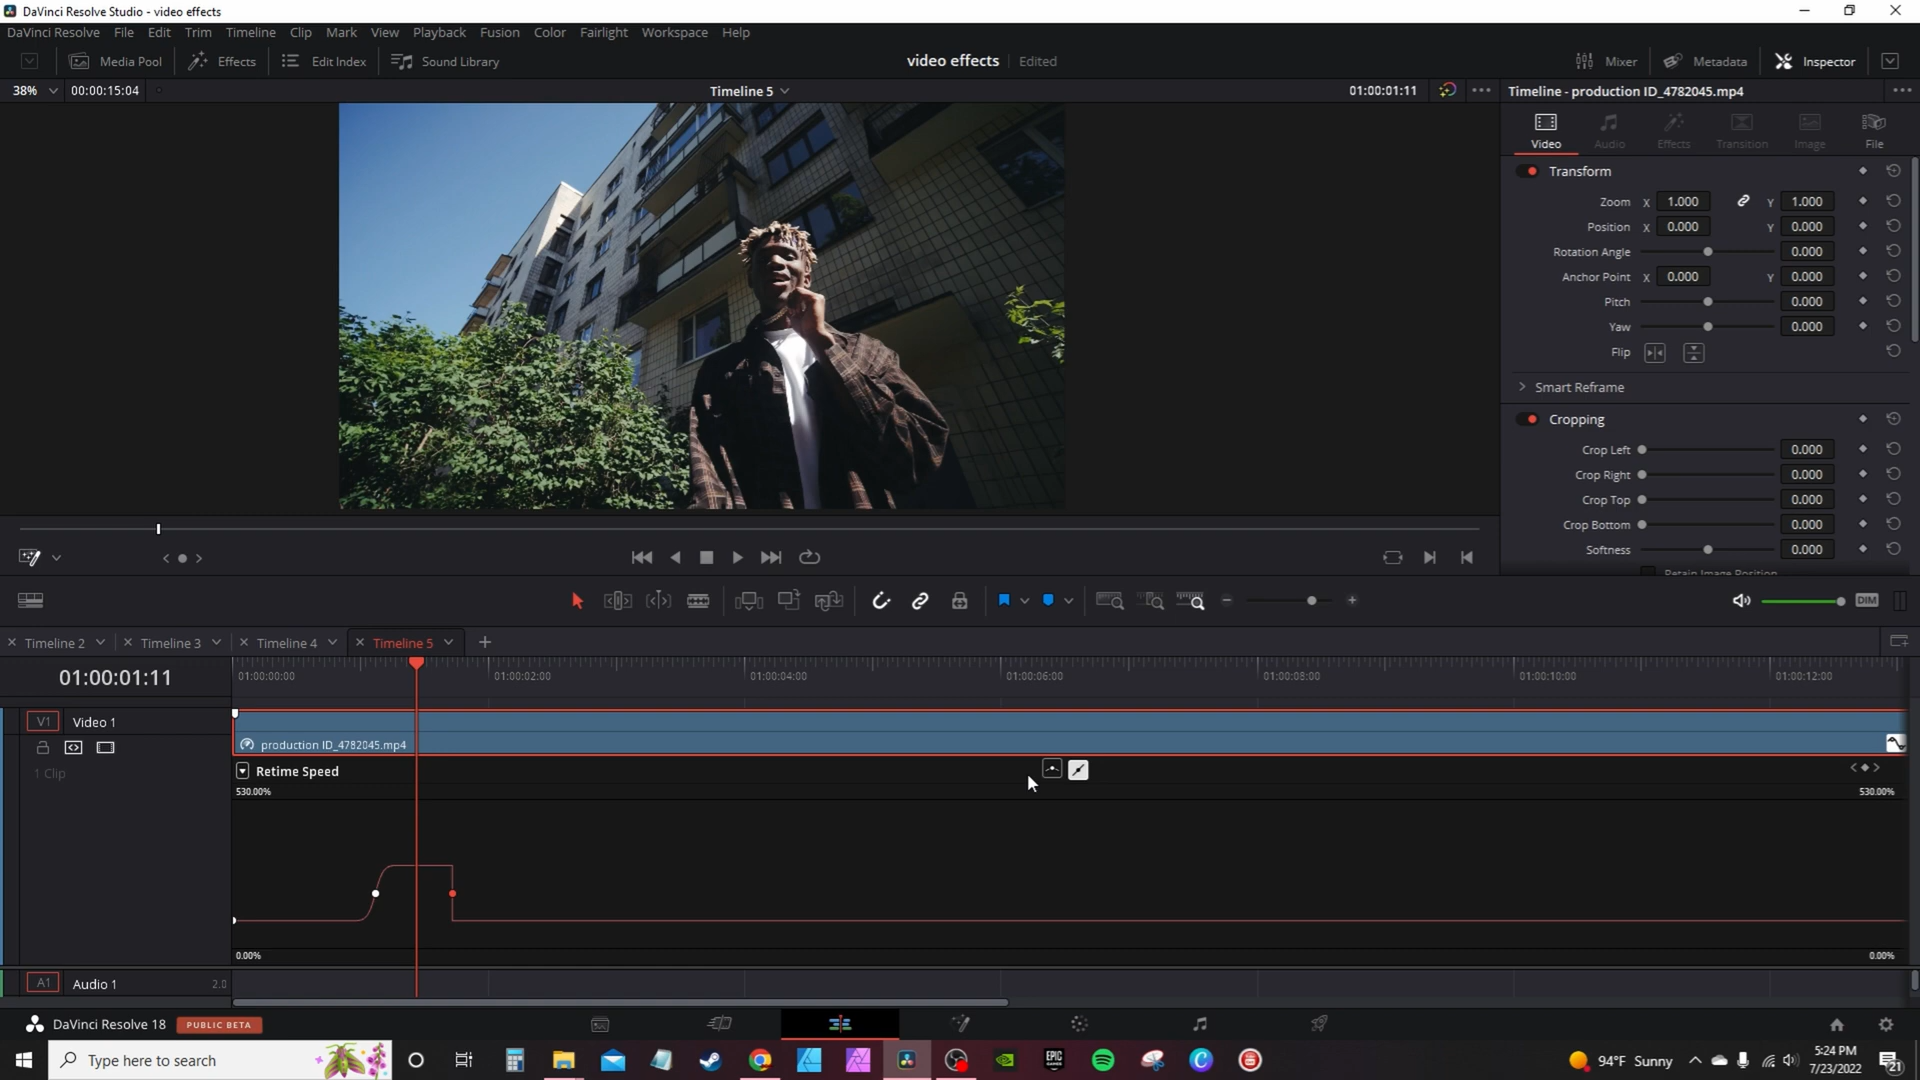 DaVinci Resolve Studio - video effects
DaVinci Resolve File Edit Trim Timeline Clip Mark View Playback Fusion Color Fairlight Workspace Help
Media Pool Effects Edit Index Sound Library video effects Edited Mixer Metadata Inspector
38% 00:00:15:04 Timeline 5 01:00:01:11 Timeline - production ID_4782045.mp4
Video Audio Effects Transition Image File
Transform
Zoom X 1.000 Y 1.000
Position X 0.000 Y 0.000
Rotation Angle 0.000
Anchor Point X 0.000 Y 0.000
Pitch 0.000
Yaw 0.000
Flip
Smart Reframe
Cropping
Crop Left 0.000
Crop Right 0.000
Crop Top 0.000
Crop Bottom 0.000
Softness 0.000
Retain Image Position
DIM
Timeline 2 Timeline 3 Timeline 4 Timeline 5
01:00:01:11 01:00:00:00 01:00:02:00 01:00:04:00 01:00:06:00 01:00:08:00 01:00:10:00 01:00:12:00
V1 Video 1
production ID_4782045.mp4
1 Clip Retime Speed
530.00% 530.00%
0.00% 0.00%
A1 Audio 1 2.0
DaVinci Resolve 18 PUBLIC BETA
Type here to search EPIC GAMES 94°F Sunny 5:24 PM
7/23/2022 21